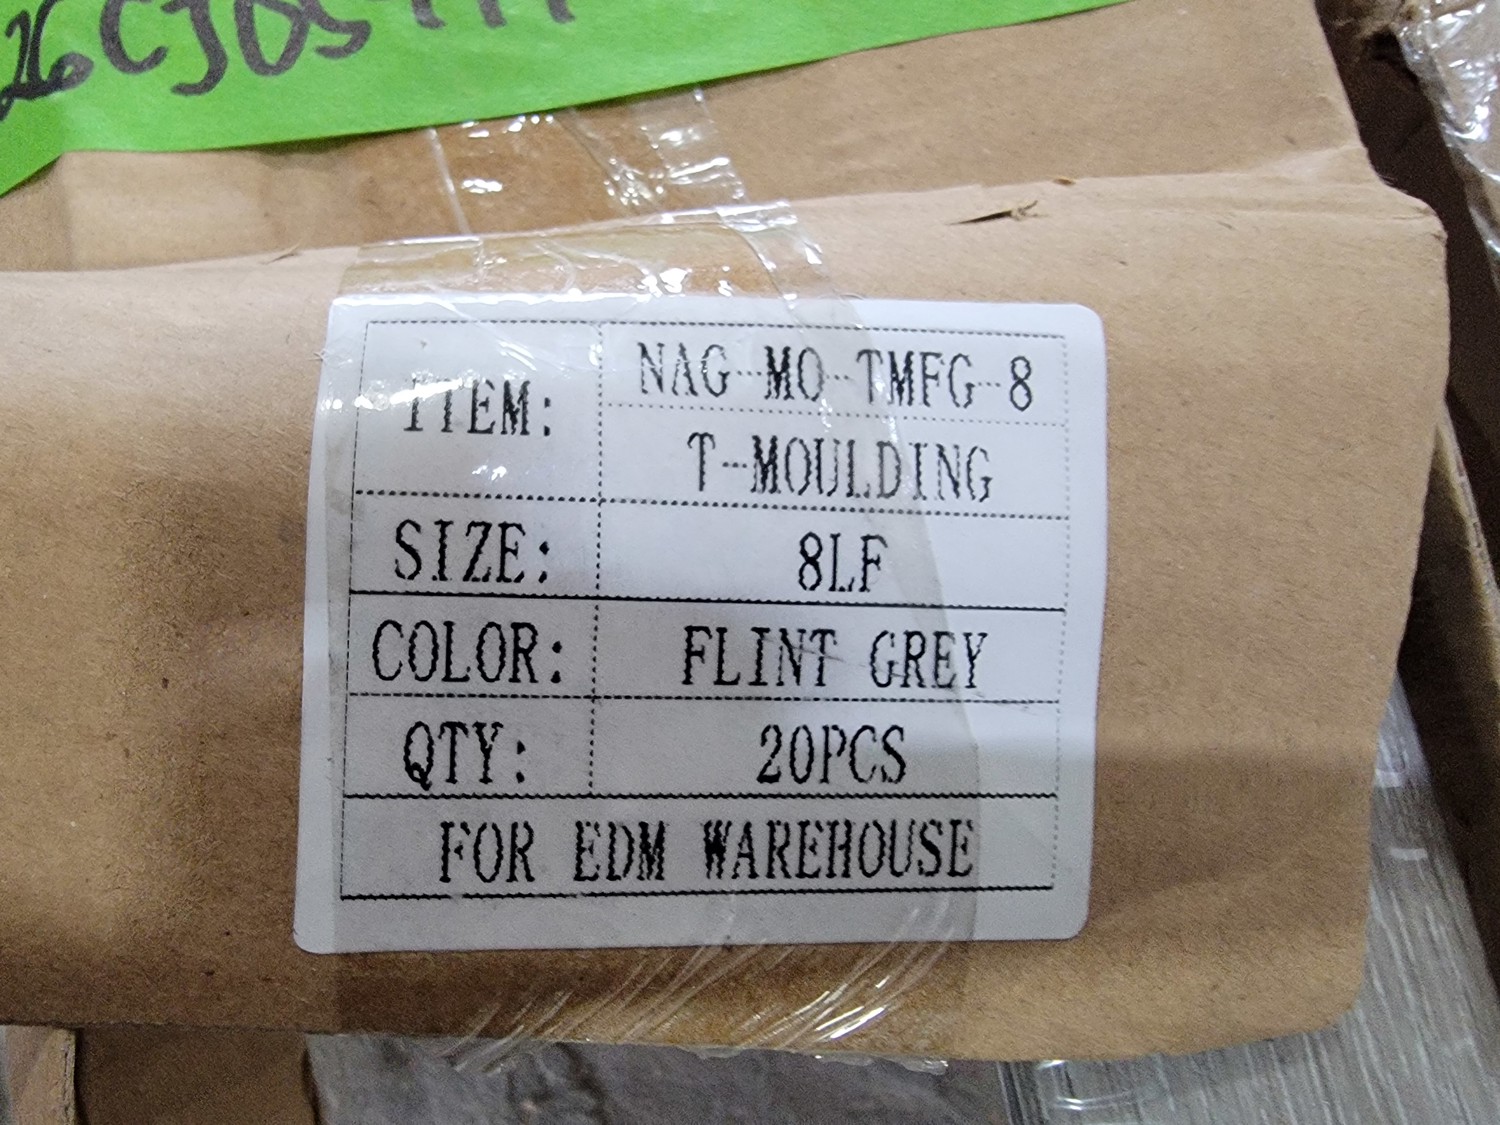 ITEM: NAG-MO-TMFG-8
T-MOULDING
SIZE: 8LF
COLOR: FLINT GREY
QTY: 20PCS
FOR EDM WAREHOUSE